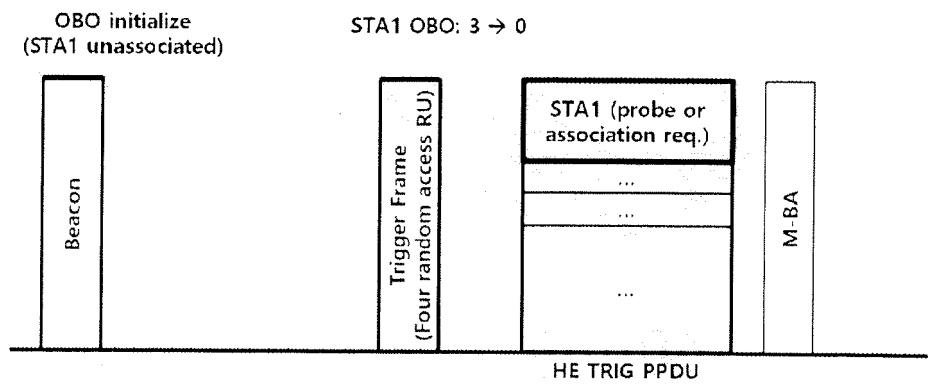 OBO initialize
(STA1 unassociated)
STA1 OBO: 3 → 0
Beacon
Trigger Frame
(Four random access RU)
STA1 (probe or
association req.)
...
...
...
M-BA
HE TRIG PPDU